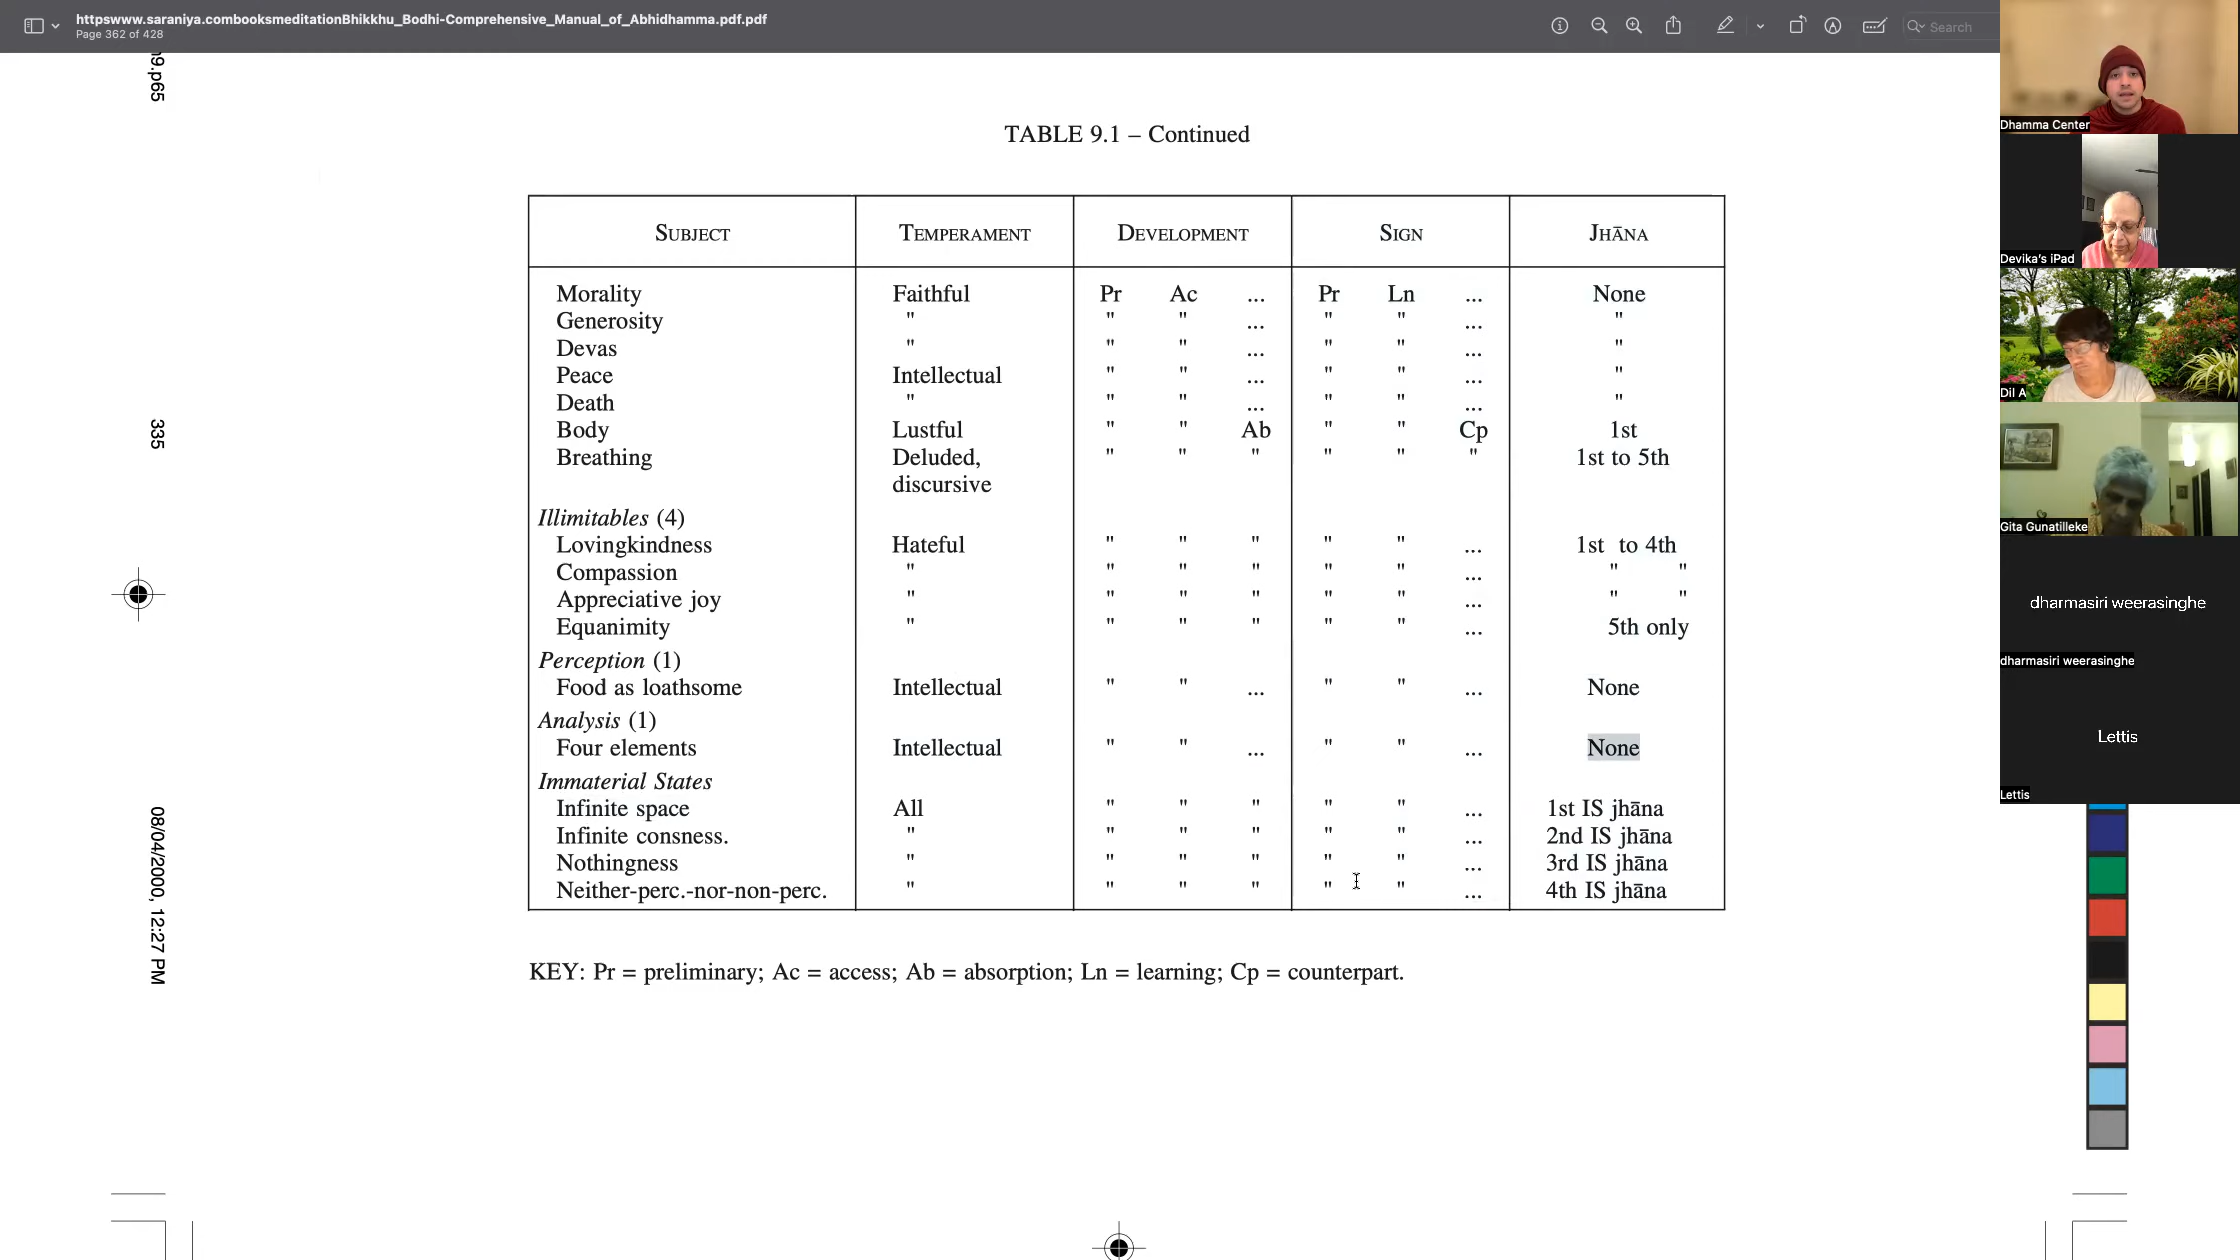 httpswww.saraniya.combooksmeditationBhikkhu_Bodhi-Comprehensive_Manual_of_Abhidhamma.pdf.pdf
Page 362 of 428
Search
9.p65
335
08/04/2000, 12:27 PM
TABLE 9.1 – Continued
SUBJECT TEMPERAMENT DEVELOPMENT SIGN JHĀNA
Morality Faithful Pr Ac ... Pr Ln ... None
Generosity " " " ... " " ... "
Devas " " " ... " " ... "
Peace Intellectual " " ... " " ... "
Death " " " ... " " ... "
Body Lustful " " Ab " " Cp 1st
Breathing Deluded, " " " " " " 1st to 5th
discursive
Illimitables (4)
Lovingkindness Hateful " " " " " ... 1st to 4th
Compassion " " " " " " ... " "
Appreciative joy " " " " " " ... " "
Equanimity " " " " " " ... 5th only
Perception (1)
Food as loathsome Intellectual " " ... " " ... None
Analysis (1)
Four elements Intellectual " " ... " " ... None
Immaterial States
Infinite space All " " " " " ... 1st IS jhāna
Infinite consness. " " " " " " ... 2nd IS jhāna
Nothingness " " " " " " ... 3rd IS jhāna
Neither-perc.-nor-non-perc. " " " " " " ... 4th IS jhāna
KEY: Pr = preliminary; Ac = access; Ab = absorption; Ln = learning; Cp = counterpart.
Dhamma Center
Devika's iPad
Dil A
Gita Gunatilleke
dharmasiri weerasinghe
dharmasiri weerasinghe
Lettis
Lettis